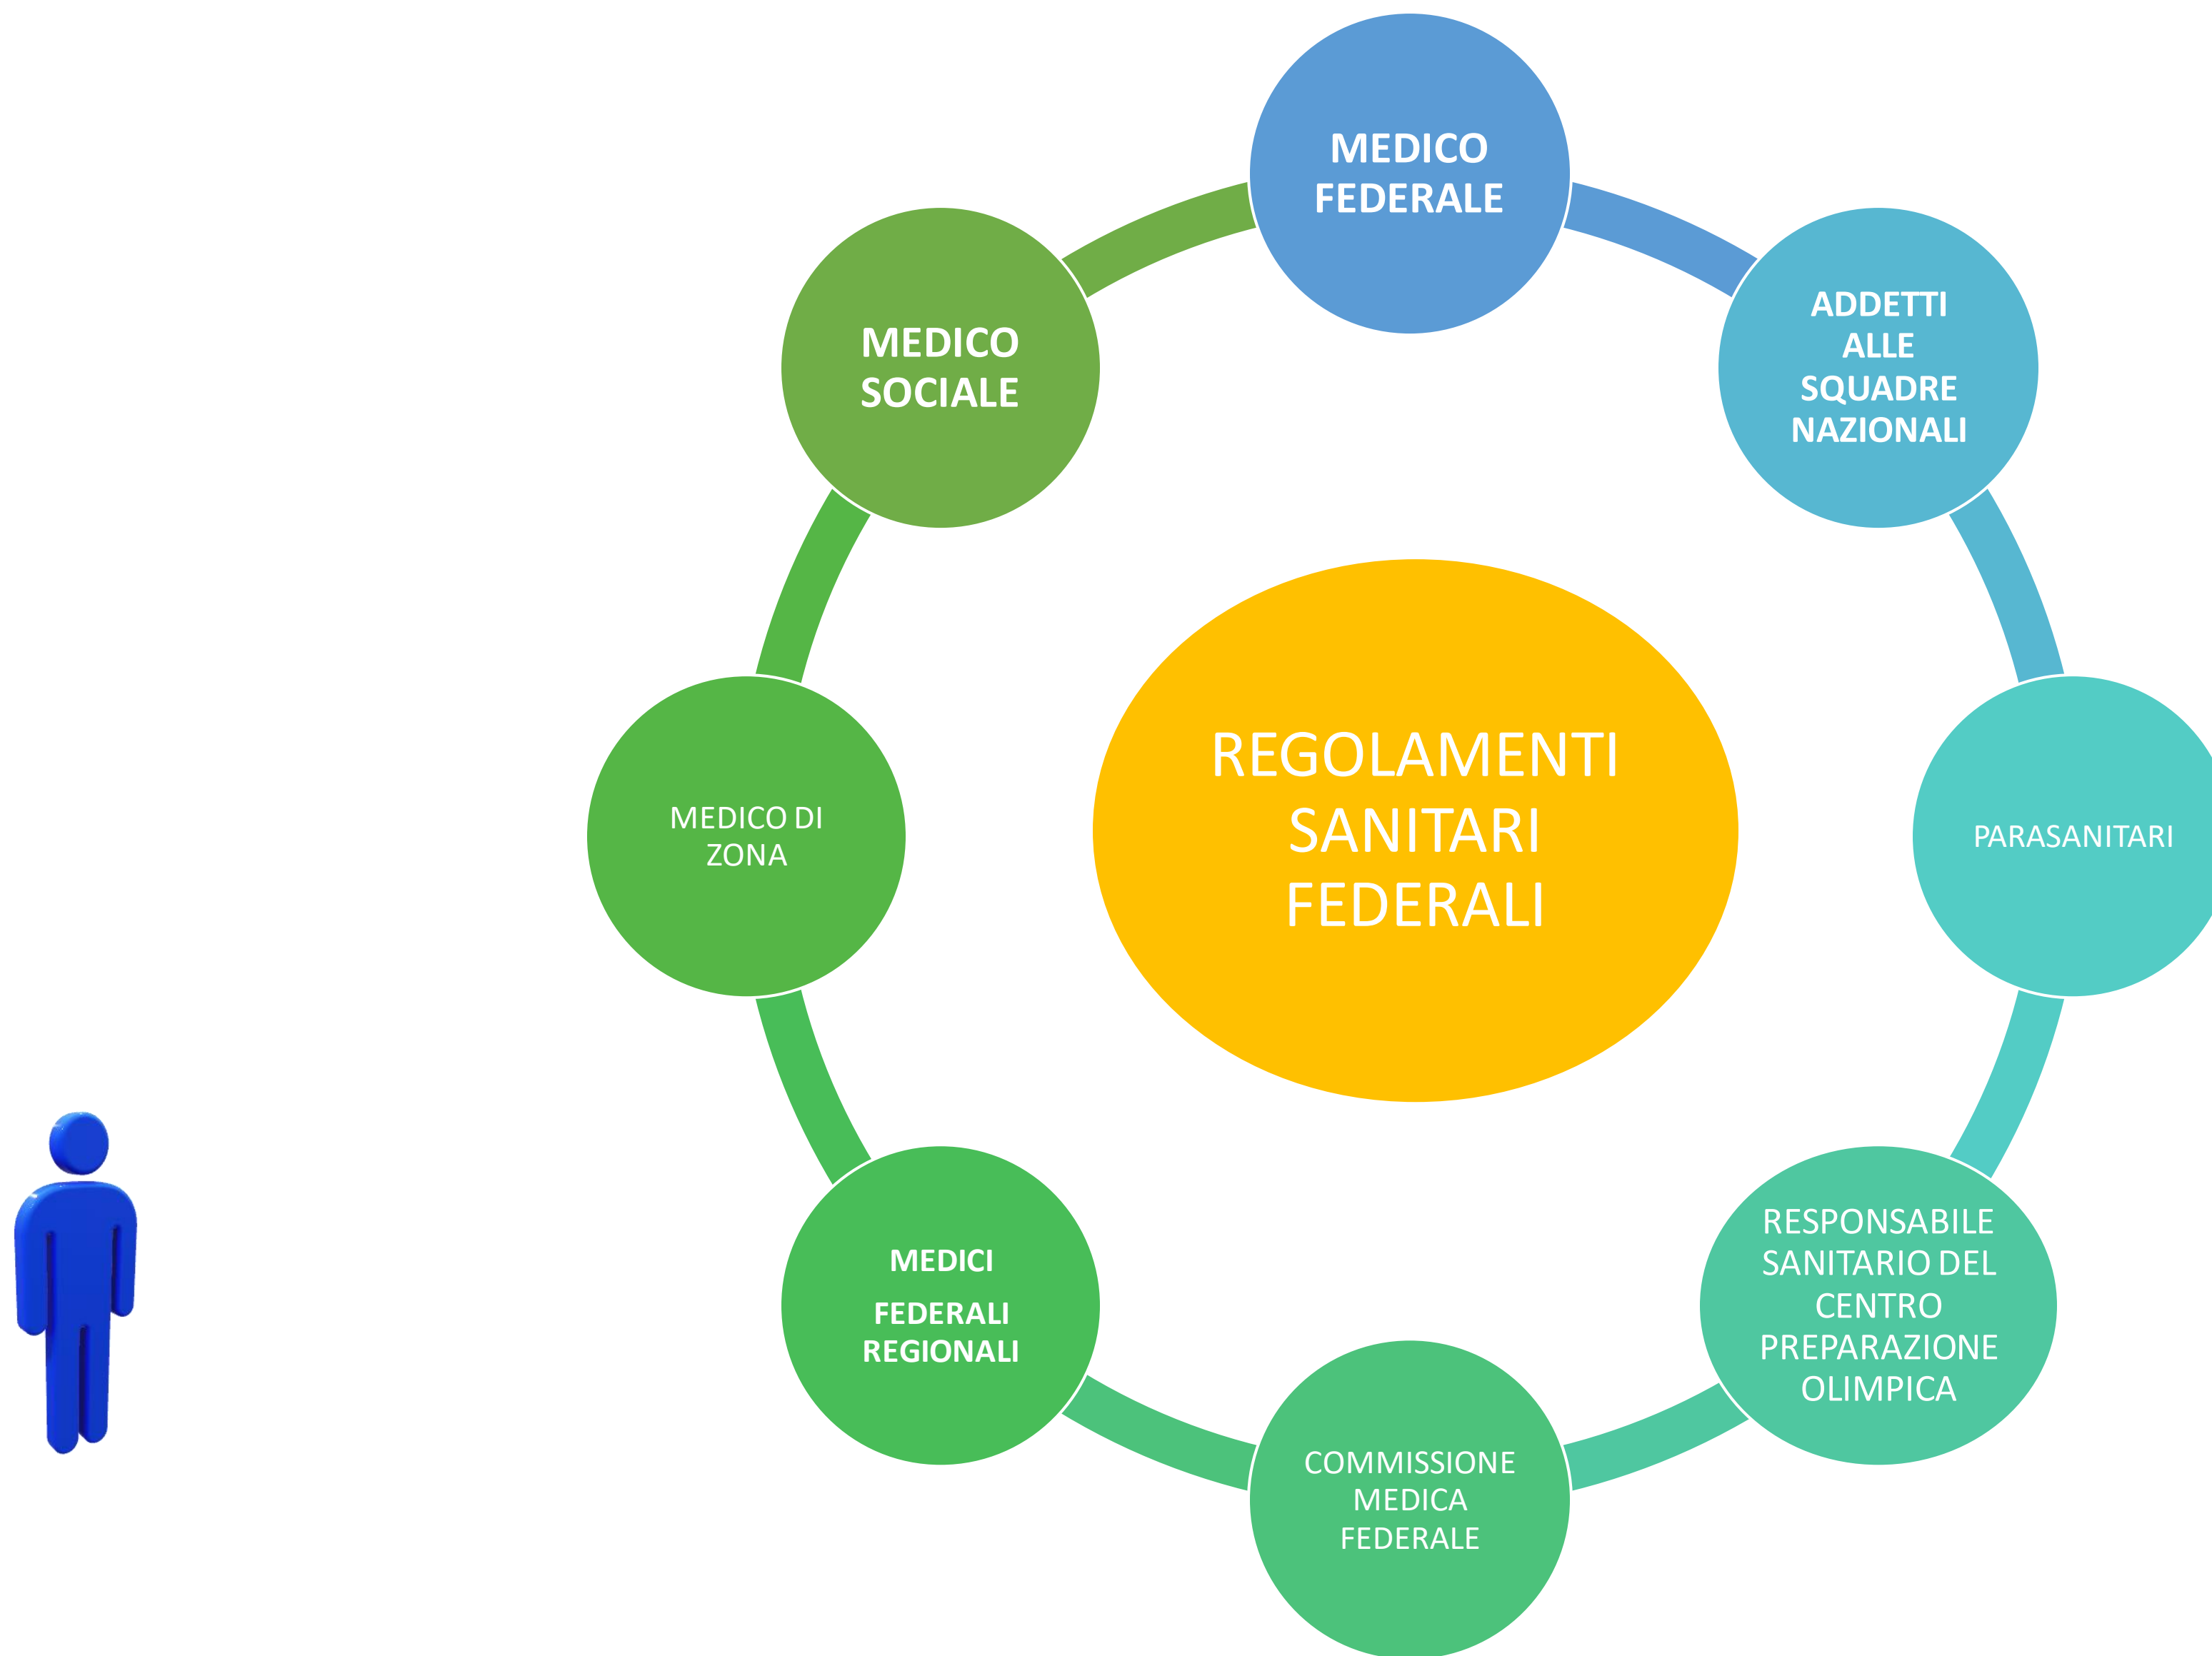 MEDICO
FEDERALE
ADDETTI
ALLE
SQUADRE
NAZIONALI
PARASANITARI
RESPONSABILE
SANITARIO DEL
CENTRO
PREPARAZIONE
OLIMPICA
COMMISSIONE
MEDICA
FEDERALE
MEDICI
FEDERALI
REGIONALI
MEDICO DI
ZONA
MEDICO
SOCIALE
REGOLAMENTI
SANITARI
FEDERALI